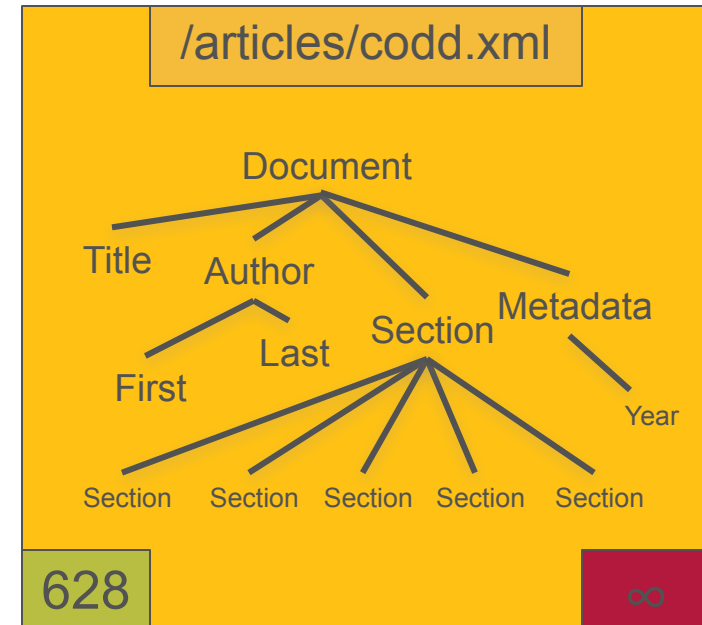 /articles/codd.xml
Document
Title
Author
Section
Metadata
First
Last
Year
Section
Section
Section
Section
Section
628
∞